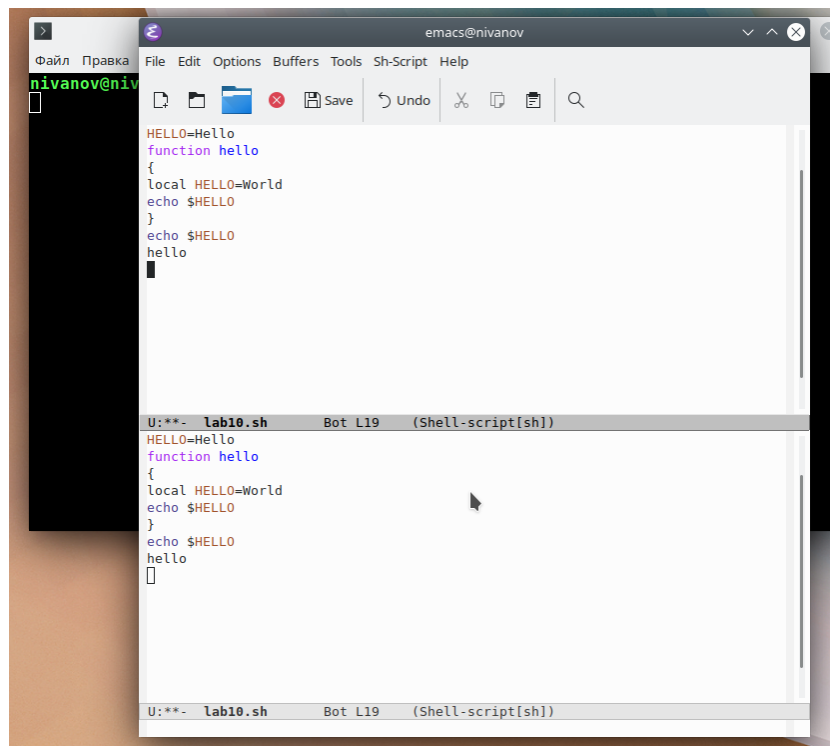 emacs@nivanov
Файл Правка
File Edit Options Buffers Tools Sh-Script Help
nivanov@niv
Save Undo
HELLO=Hello
function hello
{
local HELLO=World
echo $HELLO
}
echo $HELLO
hello
U:**- lab10.sh Bot L19 (Shell-script[sh])
HELLO=Hello
function hello
{
local HELLO=World
echo $HELLO
}
echo $HELLO
hello
U:**- lab10.sh Bot L19 (Shell-script[sh])